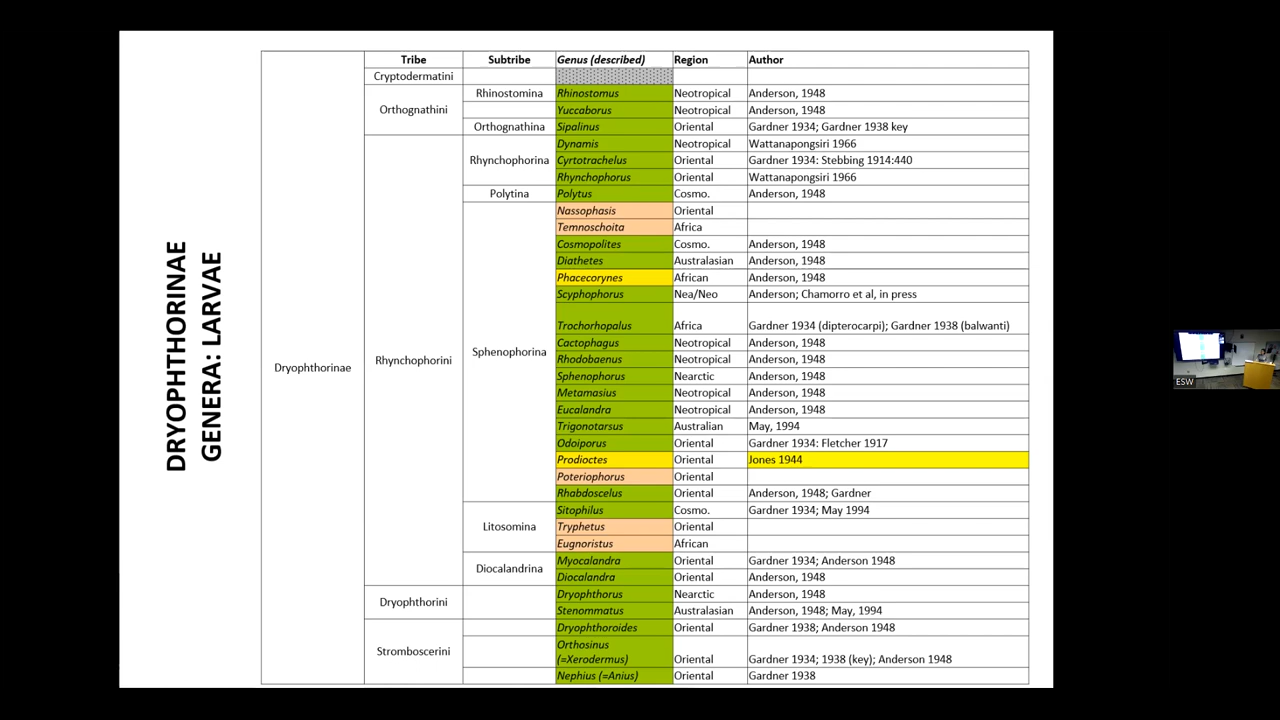 DRYOPHTHORINAE
GENERA: LARVAE
Tribe Subtribe Genus (described) Region Author
Cryptodermatini
Dryophthorinae
Orthognathini
Rhinostomina Rhinostomus Neotropical Anderson, 1948
Yuccaborus Neotropical Anderson, 1948
Orthognathina Sipalinus Oriental Gardner 1934; Gardner 1938 key
Rhynchophorini
Rhynchophorina
Dynamis Neotropical Wattanapongsiri 1966
Cyrtotrachelus Oriental Gardner 1934: Stebbing 1914:440
Rhynchophorus Oriental Wattanapongsiri 1966
Polytina Polytus Cosmo. Anderson, 1948
Sphenophorina
Nassophasis Oriental
Temnoschoita Africa
Cosmopolites Cosmo. Anderson, 1948
Diathetes Australasian Anderson, 1948
Phacecorynes African Anderson, 1948
Scyphophorus Nea/Neo Anderson; Chamorro et al, in press
Trochorhopalus Africa Gardner 1934 (dipterocarpi); Gardner 1938 (balwanti)
Cactophagus Neotropical Anderson, 1948
Rhodobaenus Neotropical Anderson, 1948
Sphenophorus Nearctic Anderson, 1948
Metamasius Neotropical Anderson, 1948
Eucalandra Neotropical Anderson, 1948
Trigonotarsus Australian May, 1994
Odoiporus Oriental Gardner 1934: Fletcher 1917
Prodioctes Oriental Jones 1944
Poteriophorus Oriental
Rhabdoscelus Oriental Anderson, 1948; Gardner
Litosomina
Sitophilus Cosmo. Gardner 1934; May 1994
Tryphetus Oriental
Eugnoristus African
Diocalandrina
Myocalandra Oriental Gardner 1934; Anderson 1948
Diocalandra Oriental Anderson, 1948
Dryophthorini
Dryophthorus Nearctic Anderson, 1948
Stenommatus Australasian Anderson, 1948; May, 1994
Stromboscerini
Dryophthoroides Oriental Gardner 1938; Anderson 1948
Orthosinus
(=Xerodermus) Oriental Gardner 1934; 1938 (key); Anderson 1948
Nephius (=Anius) Oriental Gardner 1938
ESW